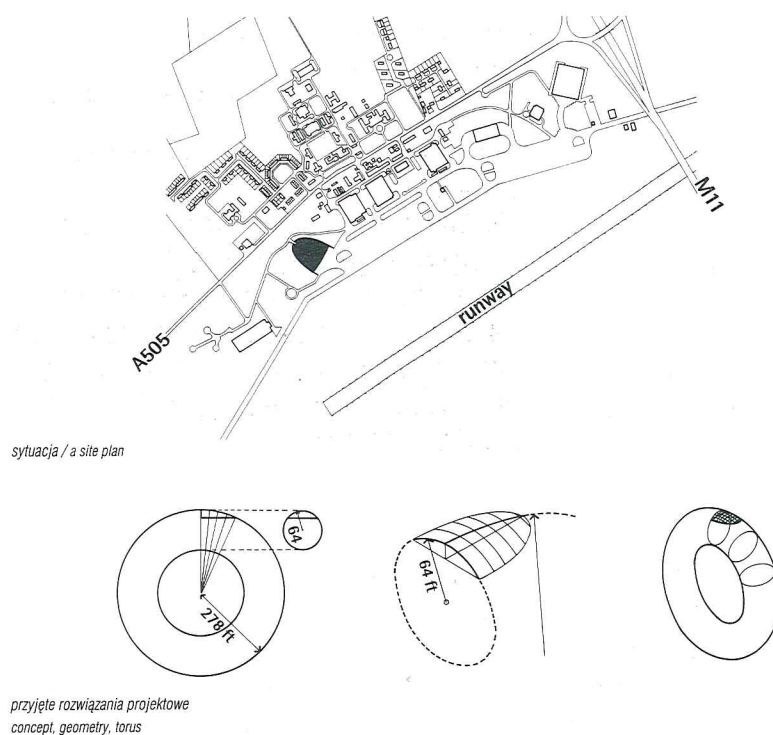 M11
runway
A505
sytuacja / a site plan
64
278 ft
64 ft
przyjęte rozwiązania projektowe
concept, geometry, torus